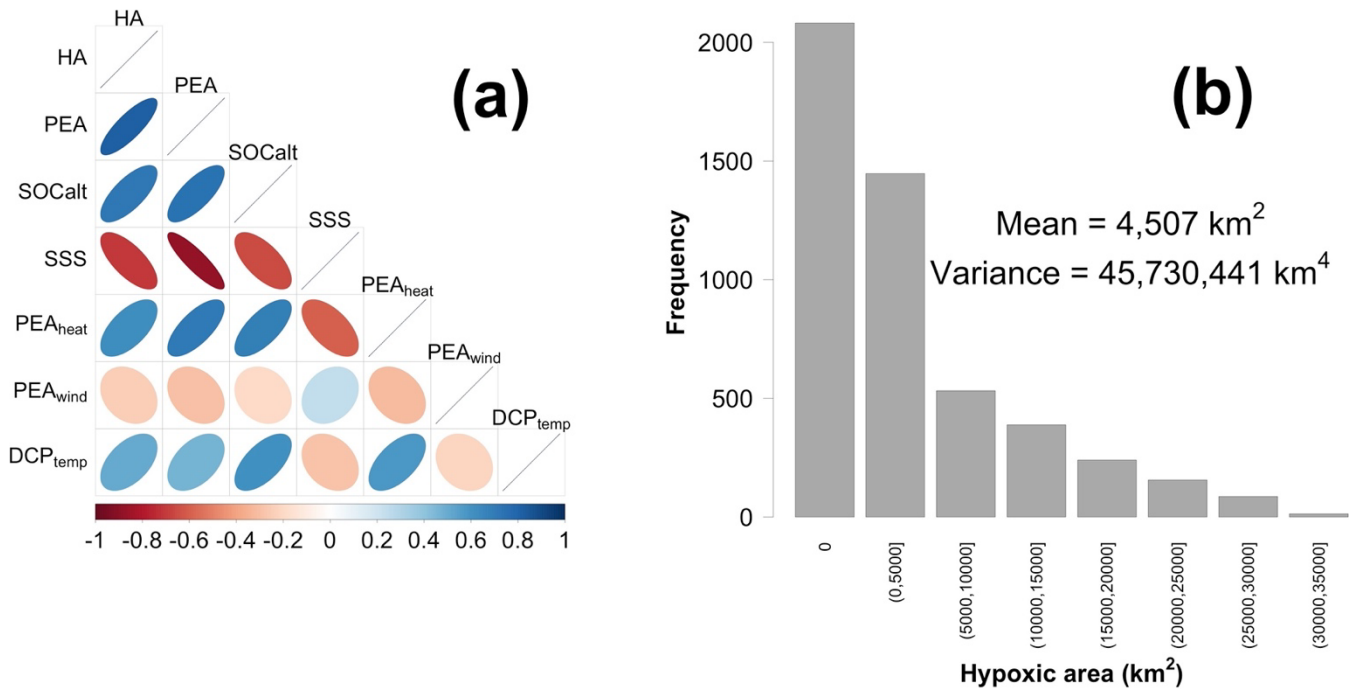 (a)
HA
PEA
SOCalt
SSS
PEAheat
PEAwind
DCPtemp
HA
PEA
SOCalt
SSS
PEAheat
PEAwind
DCPtemp
-1 -0.8 -0.6 -0.4 -0.2 0 0.2 0.4 0.6 0.8 1
(b)
Mean = 4,507 km2
Variance = 45,730,441 km4
Frequency
2000
1500
1000
500
0
0
(0,5000]
(5000,10000]
(10000,15000]
(15000,20000]
(20000,25000]
(25000,30000]
(30000,35000]
Hypoxic area (km2)